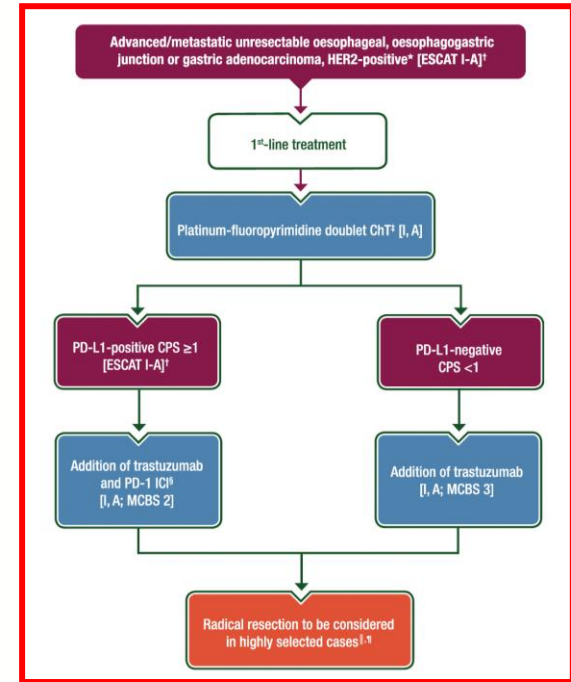 Advanced/metastatic unresectable oesophageal, oesophagogastric
junction or gastric adenocarcinoma, HER2-positive* [ESCAT I-A]†
1st-line treatment
Platinum-fluoropyrimidine doublet ChT‡ [I, A]
PD-L1-positive CPS ≥1
[ESCAT I-A]†
PD-L1-negative
CPS <1
Addition of trastuzumab
and PD-1 ICI§
[I, A; MCBS 2]
Addition of trastuzumab
[I, A; MCBS 3]
Radical resection to be considered
in highly selected cases‖,¶